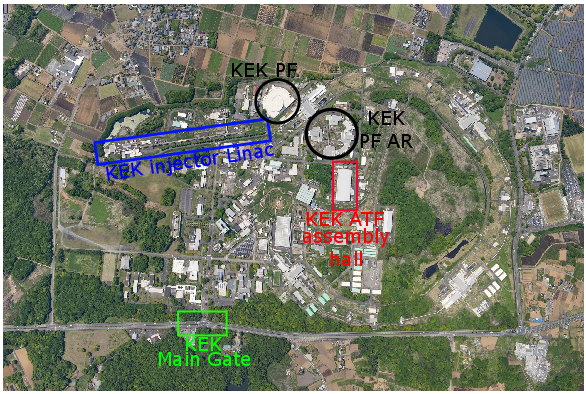 KEK PF
KEK
PF AR
KEK Injector Linac
KEK ATF
assembly
hall
KEK
Main Gate